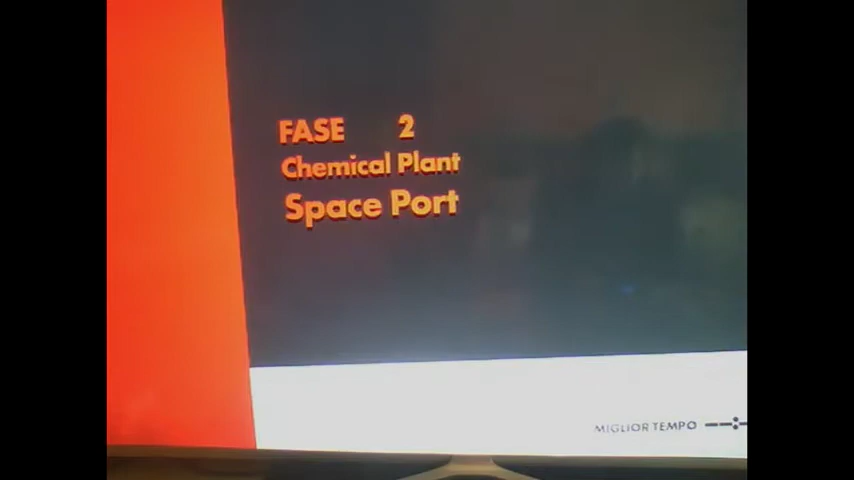 FASE 2
Chemical Plant
Space Port
MIGLIOR TEMPO --:--